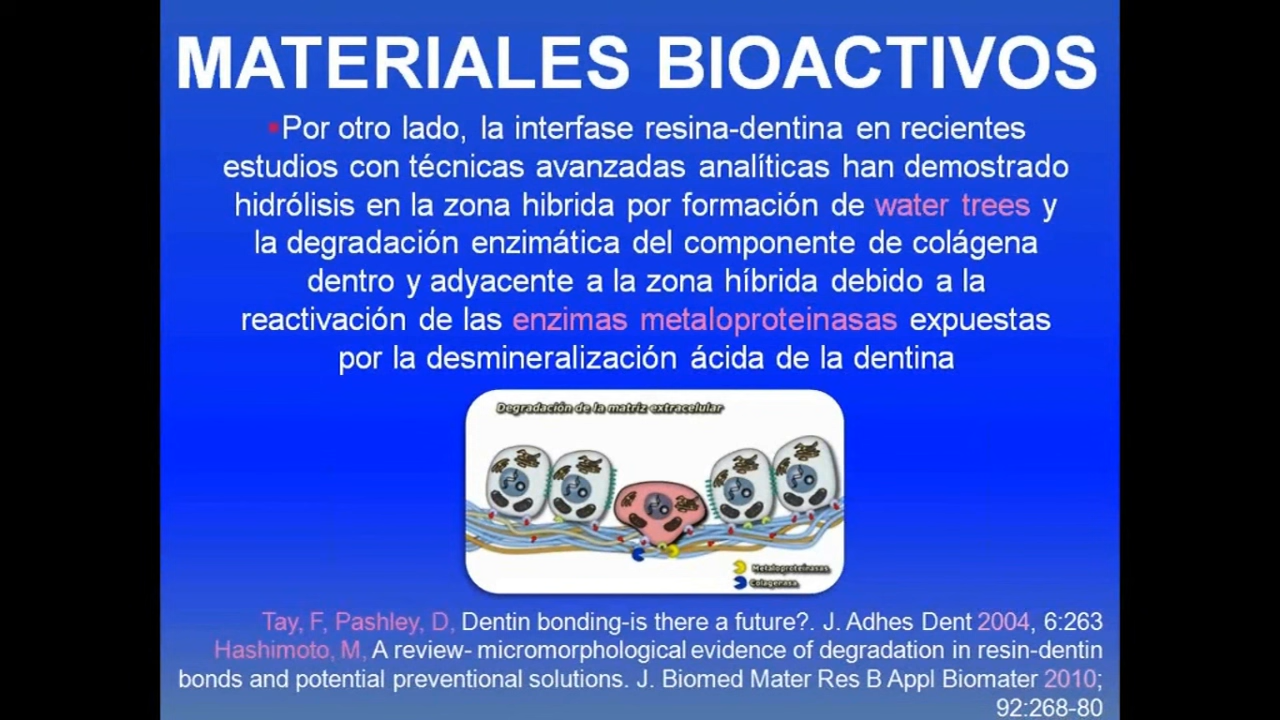 MATERIALES BIOACTIVOS
Por otro lado, la interfase resina-dentina en recientes
estudios con técnicas avanzadas analíticas han demostrado
hidrólisis en la zona hibrida por formación de water trees y
la degradación enzimática del componente de colágena
dentro y adyacente a la zona híbrida debido a la
reactivación de las enzimas metaloproteinasas expuestas
por la desmineralización ácida de la dentina
Degradación de la matriz extracelular
Metaloproteinasas
Colagenasa
Tay, F, Pashley, D, Dentin bonding-is there a future?. J. Adhes Dent 2004, 6:263
Hashimoto, M, A review- micromorphological evidence of degradation in resin-dentin
bonds and potential preventional solutions. J. Biomed Mater Res B Appl Biomater 2010;
92:268-80